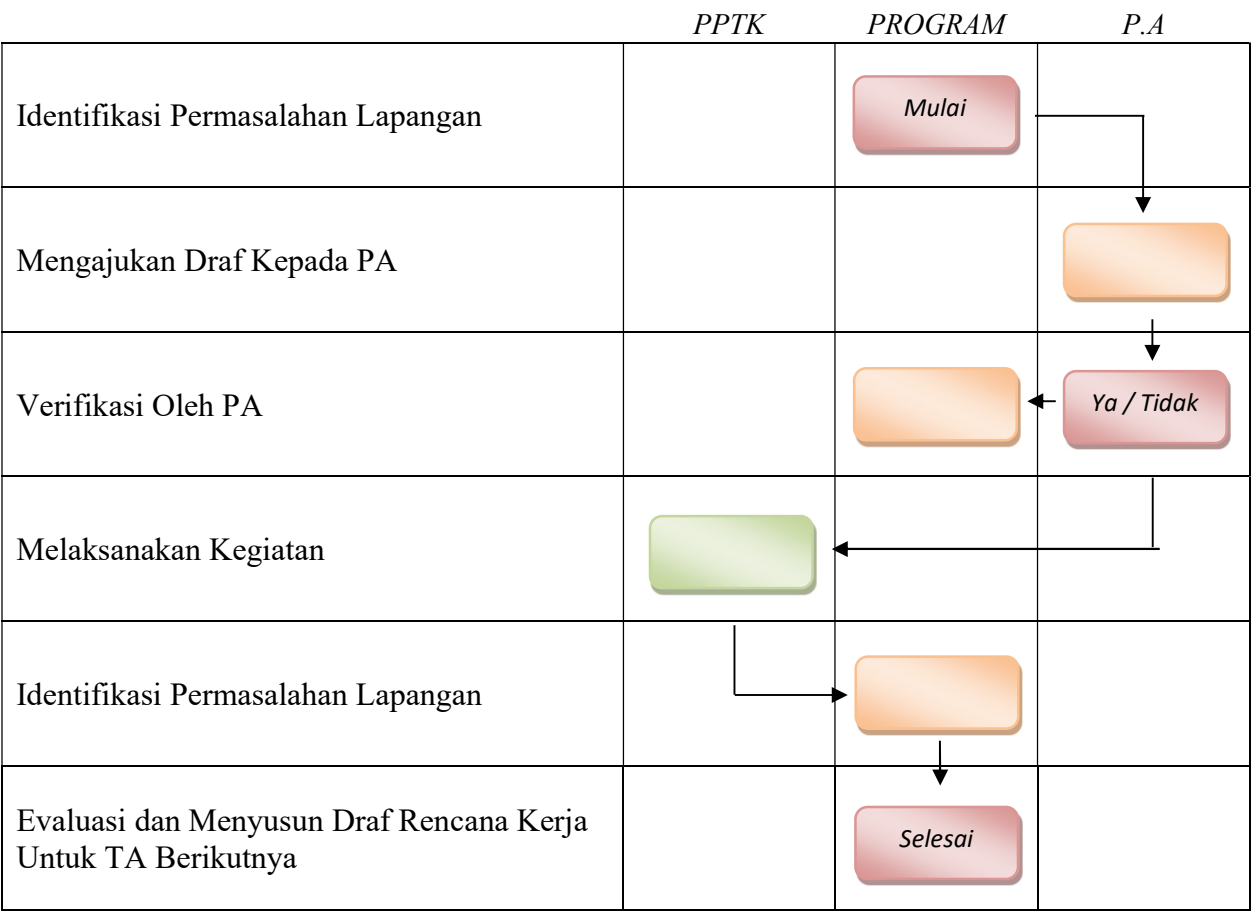 PPTK PROGRAM P.A
Identifikasi Permasalahan Lapangan
Mulai
Mengajukan Draf Kepada PA
Verifikasi Oleh PA
Ya / Tidak
Melaksanakan Kegiatan
Identifikasi Permasalahan Lapangan
Evaluasi dan Menyusun Draf Rencana Kerja
Untuk TA Berikutnya
Selesai